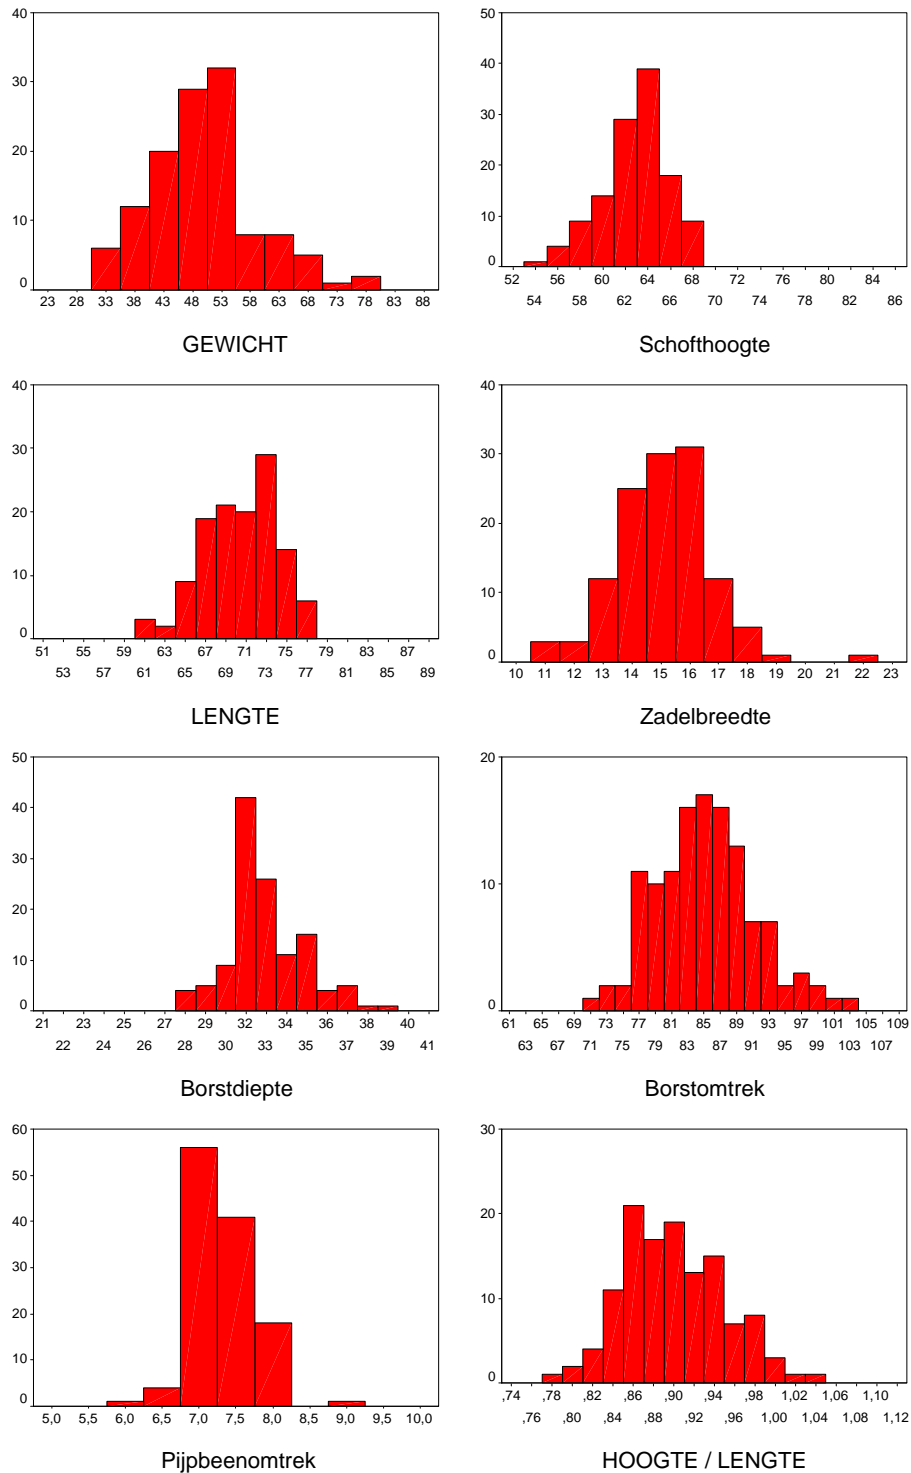 40
30
20
10
0
23 28 33 38 43 48 53 58 63 68 73 78 83 88
GEWICHT
50
40
30
20
10
0
52 56 60 64 68 72 76 80 84
54 58 62 66 70 74 78 82 86
Schofthoogte
40
30
20
10
0
51 55 59 63 67 71 75 79 83 87
53 57 61 65 69 73 77 81 85 89
LENGTE
40
30
20
10
0
10 11 12 13 14 15 16 17 18 19 20 21 22 23
Zadelbreedte
50
40
30
20
10
0
21 23 25 27 29 32 34 36 38 40
22 24 26 28 30 33 35 37 39 41
Borstdiepte
20
10
0
61 65 69 73 77 81 85 89 93 97 101 105 109
63 67 71 75 79 83 87 91 95 99 103 107
Borstomtrek
60
50
40
30
20
10
0
5,0 5,5 6,0 6,5 7,0 7,5 8,0 8,5 9,0 9,5 10,0
Pijpbeenomtrek
30
20
10
0
,74 ,78 ,82 ,86 ,90 ,94 ,98 1,02 1,06 1,10
,76 ,80 ,84 ,88 ,92 ,96 1,00 1,04 1,08 1,12
HOOGTE / LENGTE